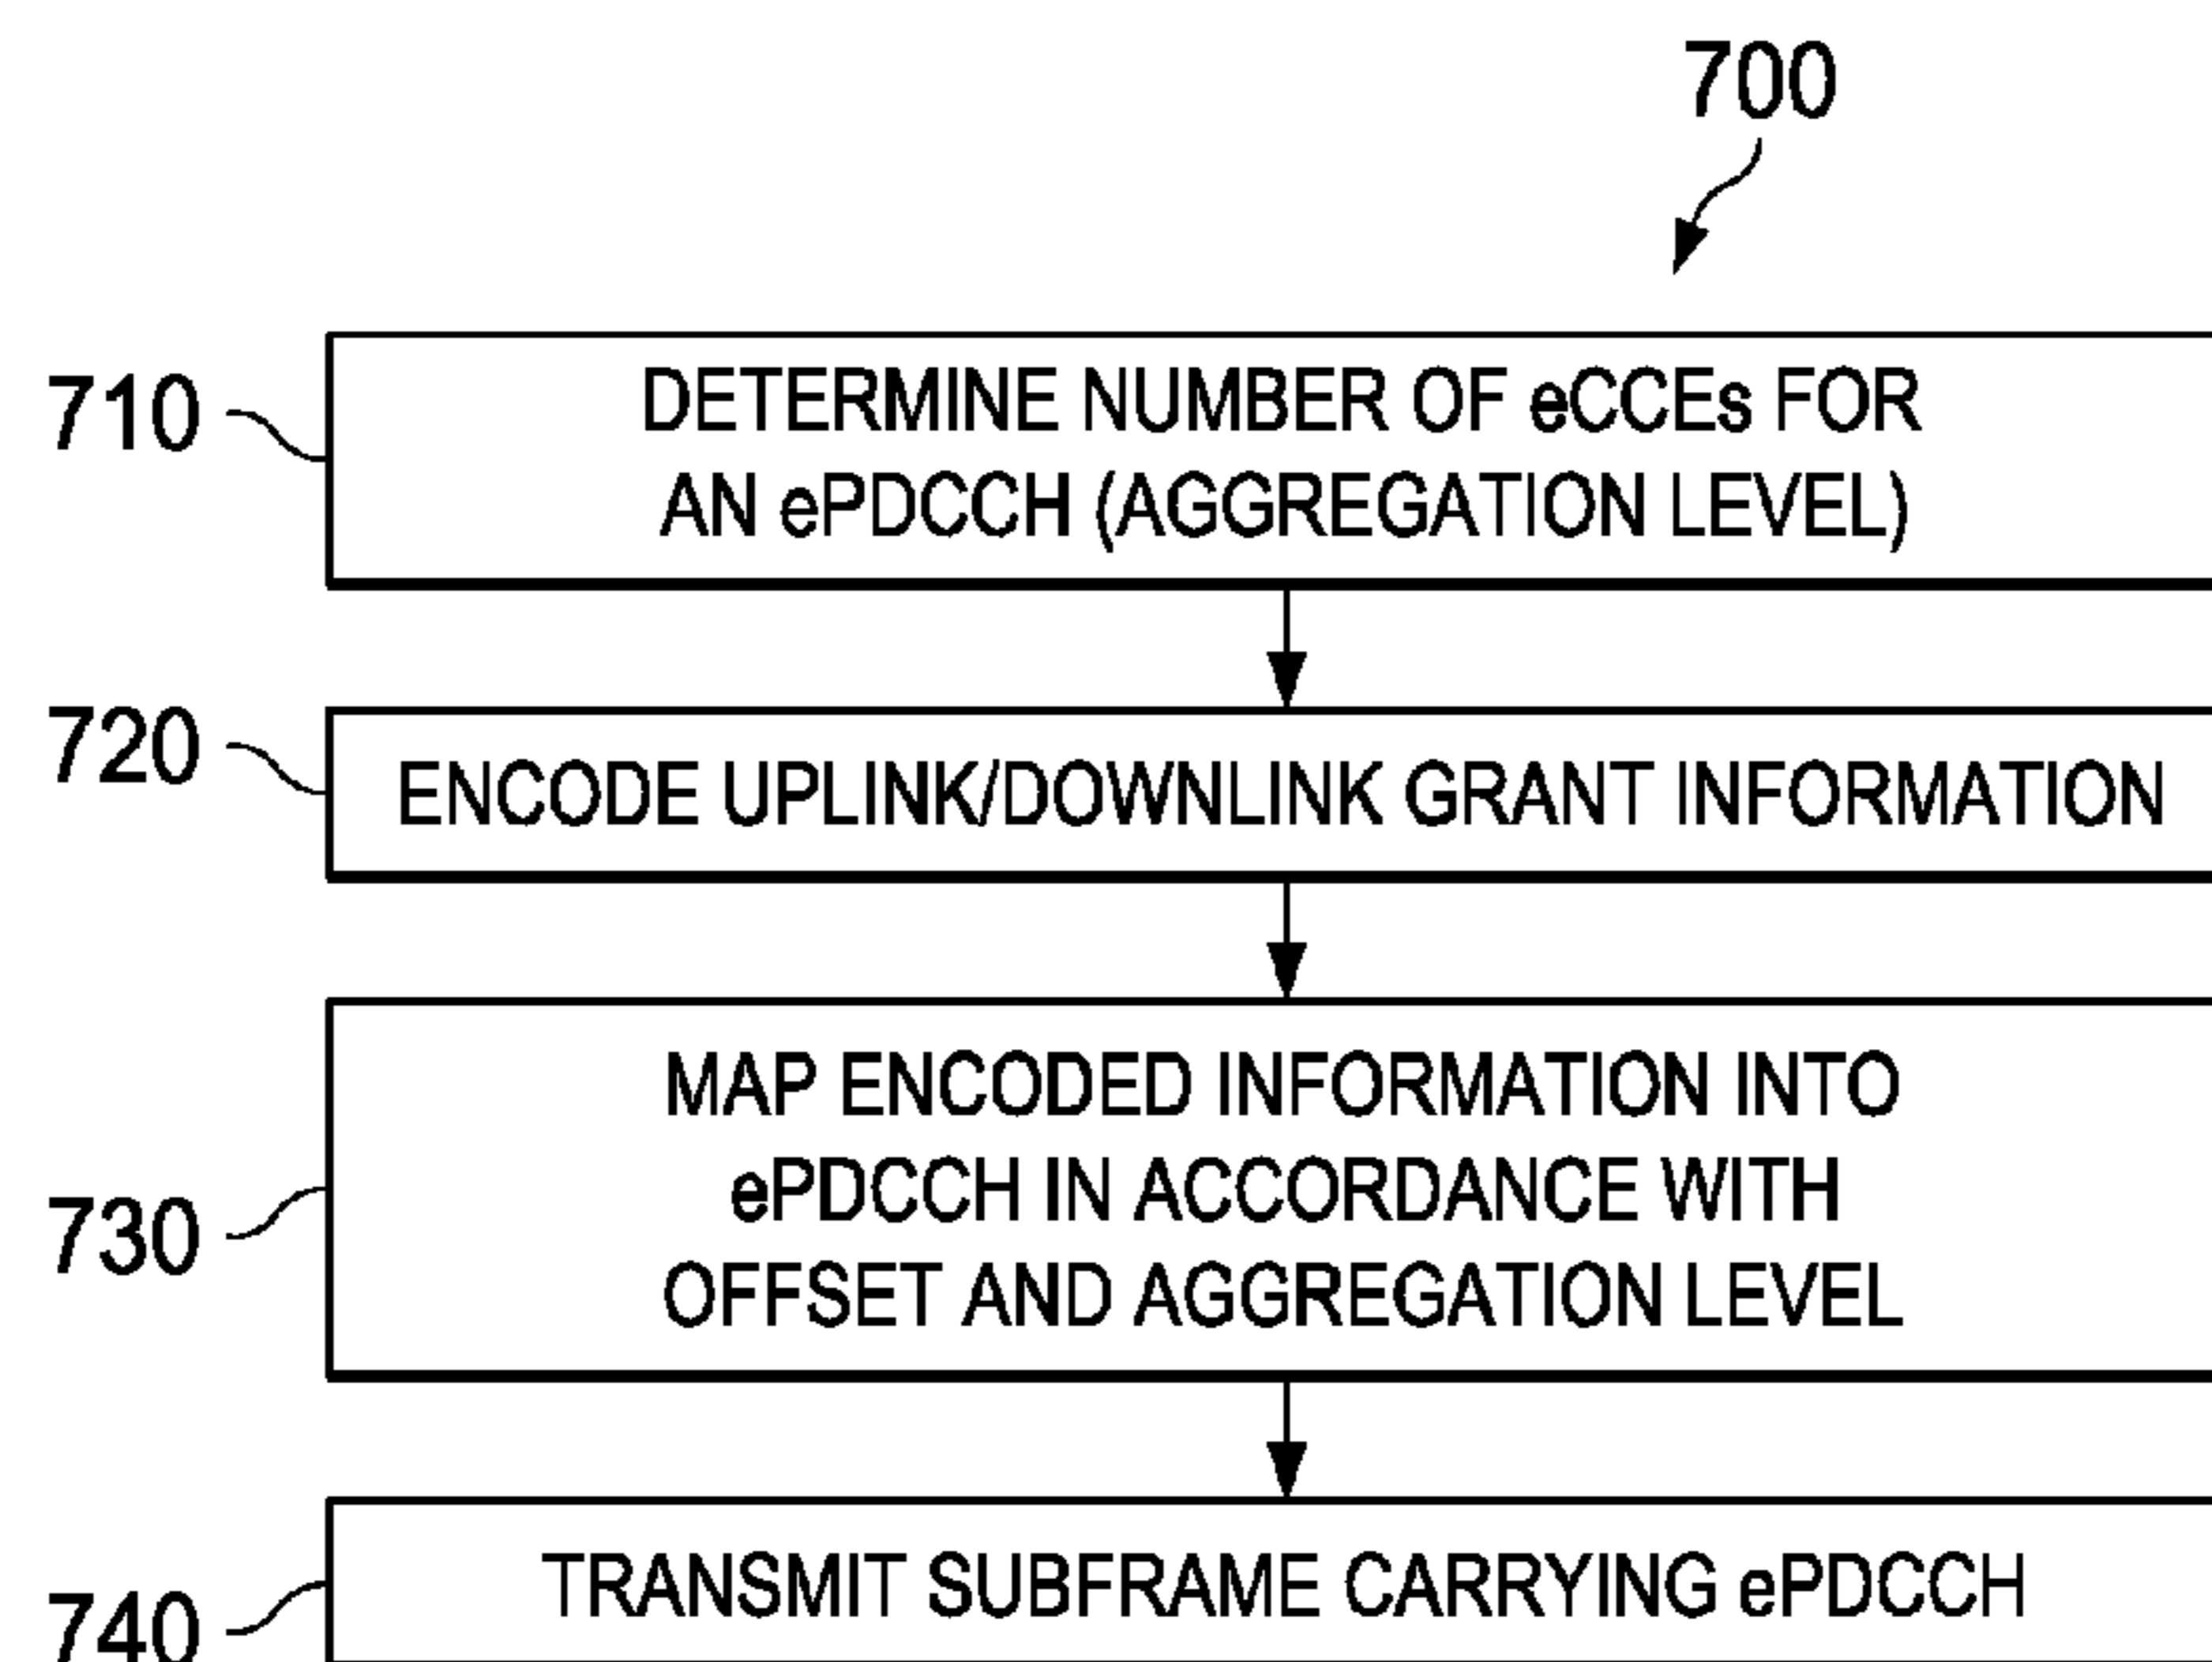 700
710
DETERMINE NUMBER OF eCCEs FOR
AN ePDCCH (AGGREGATION LEVEL)
720
ENCODE UPLINK/DOWNLINK GRANT INFORMATION
730
MAP ENCODED INFORMATION INTO
ePDCCH IN ACCORDANCE WITH
OFFSET AND AGGREGATION LEVEL
740
TRANSMIT SUBFRAME CARRYING ePDCCH